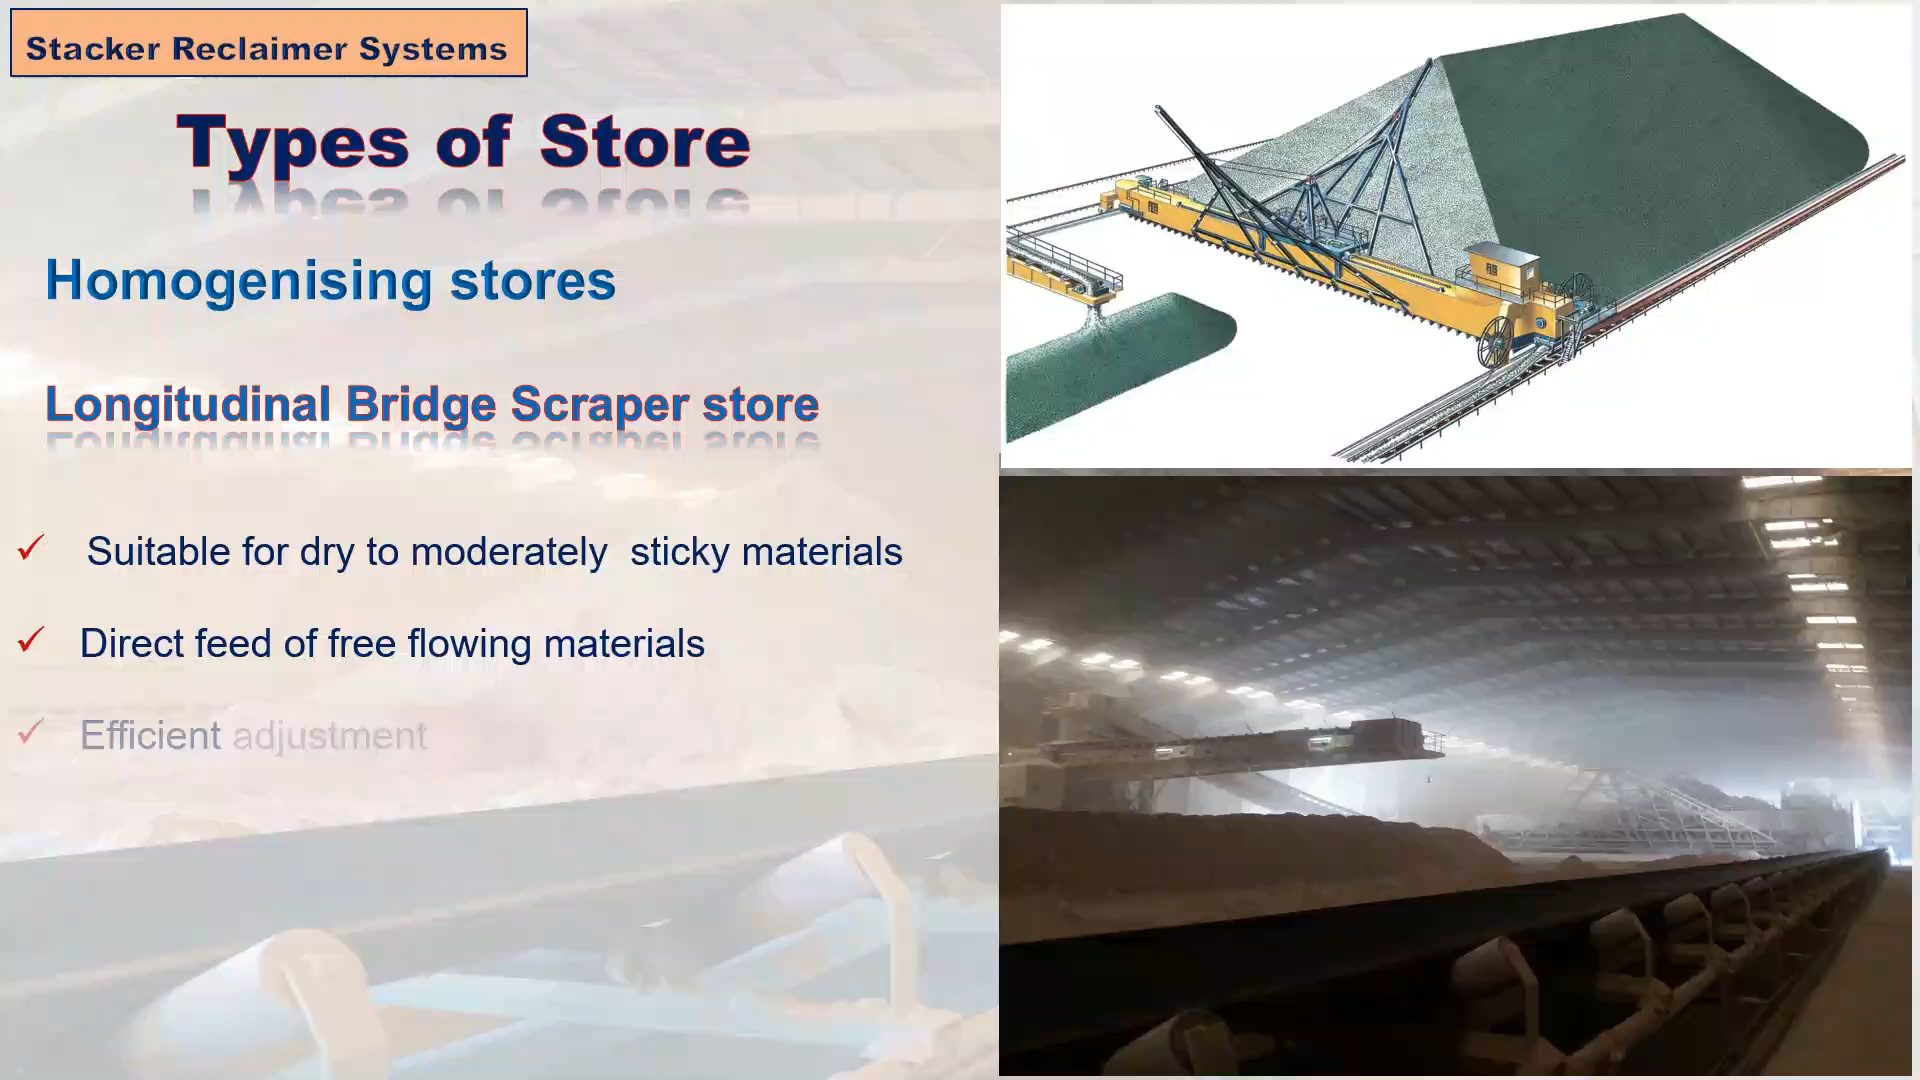 Stacker Reclaimer Systems
Types of Store
Homogenising stores
Longitudinal Bridge Scraper store
✓ Suitable for dry to moderately sticky materials
✓ Direct feed of free flowing materials
✓ Efficient adjustment